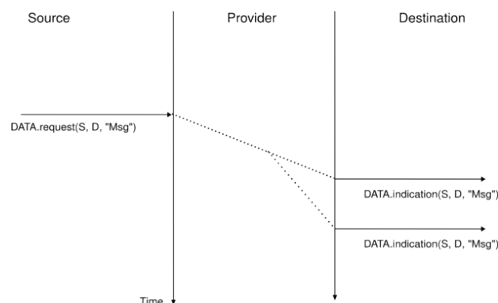 Source Provider Destination
DATA.request(S, D, "Msg")
DATA.indication(S, D, "Msg")
DATA.indication(S, D, "Msg")
Time